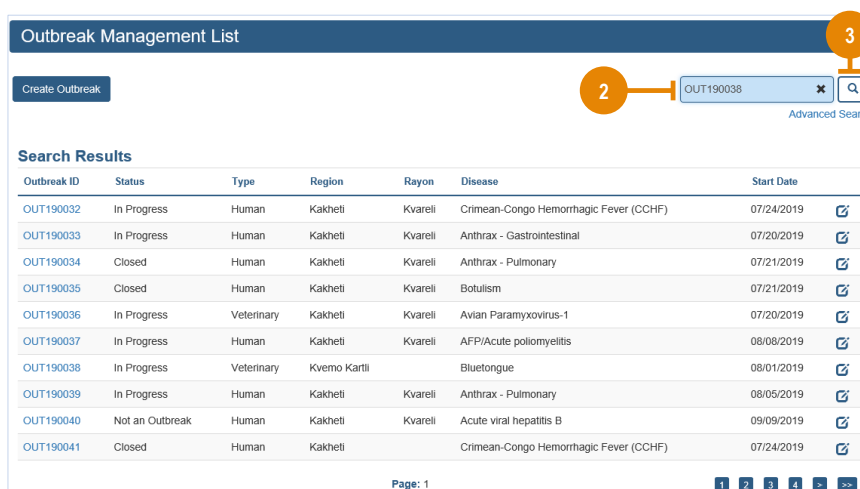 Outbreak Management List
3
Create Outbreak
2
OUT190038
Advanced Sear
Search Results
Outbreak ID Status Type Region Rayon Disease Start Date
OUT190032 In Progress Human Kakheti Kvareli Crimean-Congo Hemorrhagic Fever (CCHF) 07/24/2019
OUT190033 In Progress Human Kakheti Kvareli Anthrax - Gastrointestinal 07/20/2019
OUT190034 Closed Human Kakheti Kvareli Anthrax - Pulmonary 07/21/2019
OUT190035 Closed Human Kakheti Kvareli Botulism 07/21/2019
OUT190036 In Progress Veterinary Kakheti Kvareli Avian Paramyxovirus-1 07/20/2019
OUT190037 In Progress Human Kakheti Kvareli AFP/Acute poliomyelitis 08/08/2019
OUT190038 In Progress Veterinary Kvemo Kartli Bluetongue 08/01/2019
OUT190039 In Progress Human Kakheti Kvareli Anthrax - Pulmonary 08/05/2019
OUT190040 Not an Outbreak Human Kakheti Kvareli Acute viral hepatitis B 09/09/2019
OUT190041 Closed Human Kakheti Crimean-Congo Hemorrhagic Fever (CCHF) 07/24/2019
Page: 1 1 2 3 4 > >>